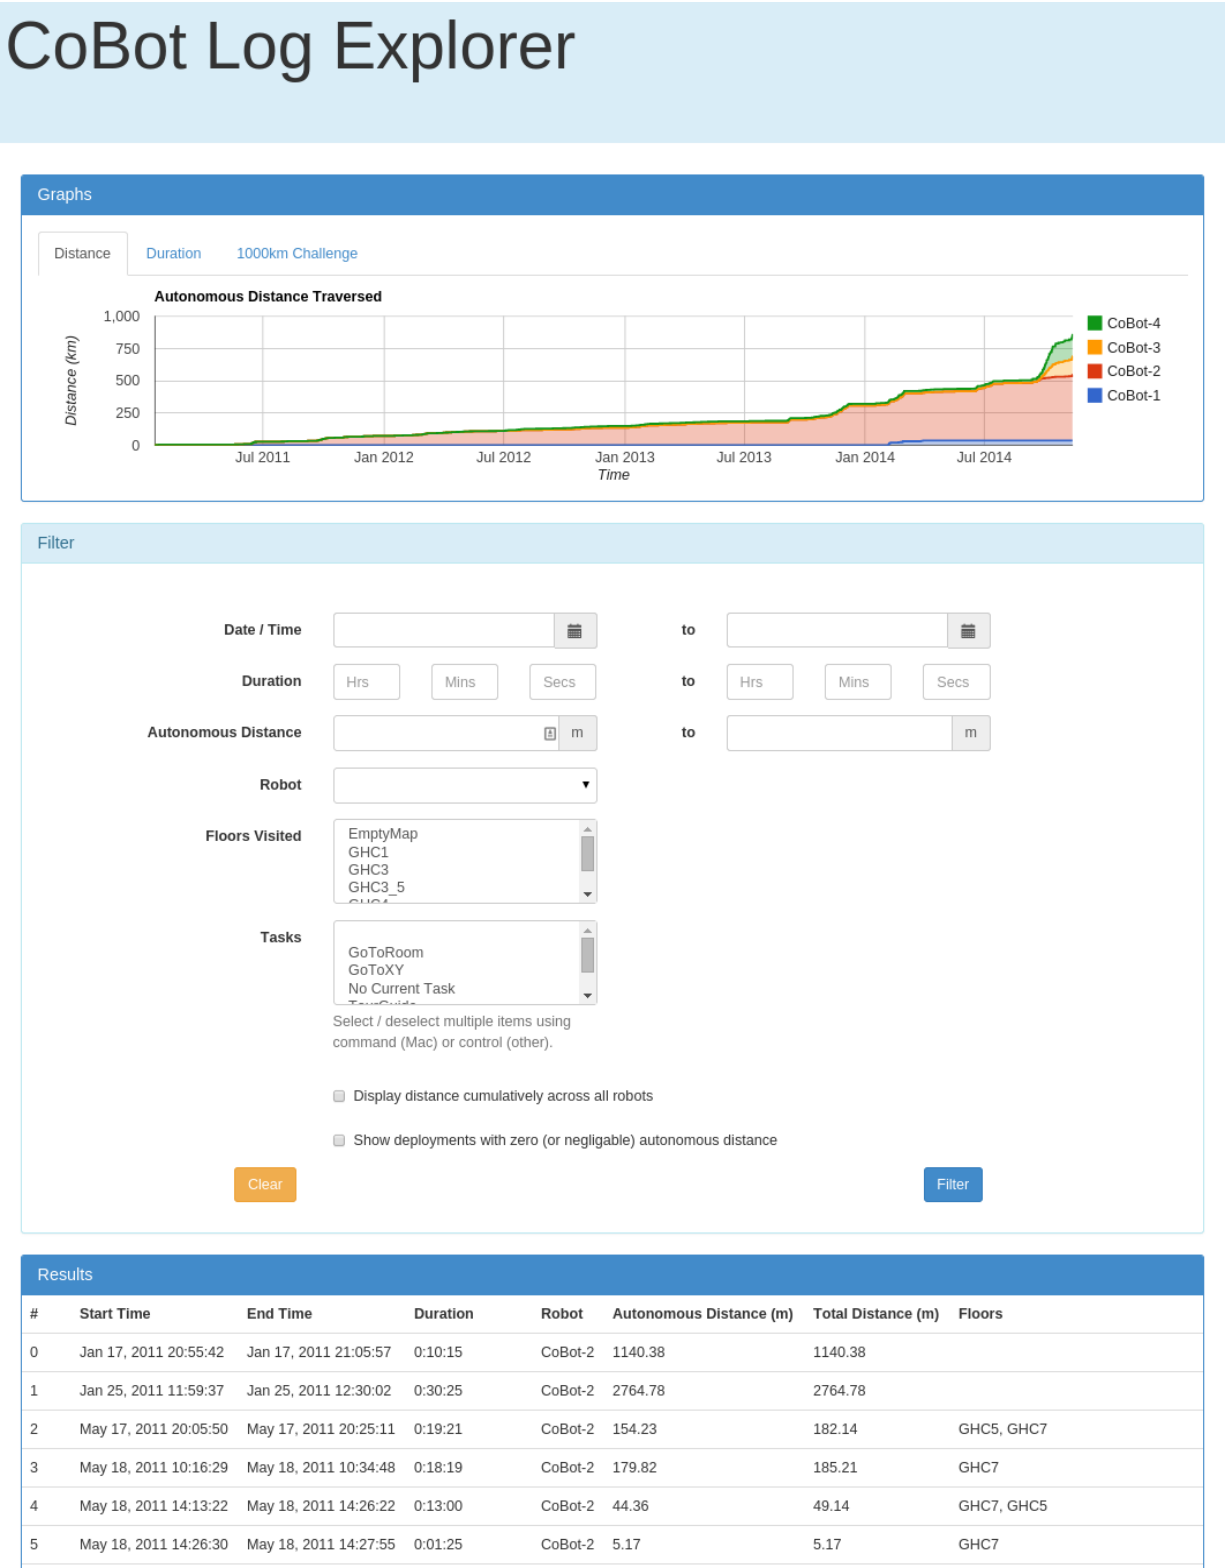 CoBot Log Explorer
Graphs
Distance Duration 1000km Challenge
Autonomous Distance Traversed
Distance (km)
1,000
750
500
250
0
Jul 2011 Jan 2012 Jul 2012 Jan 2013 Jul 2013 Jan 2014 Jul 2014
Time
CoBot-4
CoBot-3
CoBot-2
CoBot-1
Filter
Date / Time to
Duration Hrs Mins Secs to Hrs Mins Secs
Autonomous Distance m to m
Robot
Floors Visited
EmptyMap
GHC1
GHC3
GHC3_5
Tasks
GoToRoom
GoToXY
No Current Task
Select / deselect multiple items using
command (Mac) or control (other).
Display distance cumulatively across all robots
Show deployments with zero (or negligable) autonomous distance
Clear Filter
Results
# Start Time End Time Duration Robot Autonomous Distance (m) Total Distance (m) Floors
0 Jan 17, 2011 20:55:42 Jan 17, 2011 21:05:57 0:10:15 CoBot-2 1140.38 1140.38
1 Jan 25, 2011 11:59:37 Jan 25, 2011 12:30:02 0:30:25 CoBot-2 2764.78 2764.78
2 May 17, 2011 20:05:50 May 17, 2011 20:25:11 0:19:21 CoBot-2 154.23 182.14 GHC5, GHC7
3 May 18, 2011 10:16:29 May 18, 2011 10:34:48 0:18:19 CoBot-2 179.82 185.21 GHC7
4 May 18, 2011 14:13:22 May 18, 2011 14:26:22 0:13:00 CoBot-2 44.36 49.14 GHC7, GHC5
5 May 18, 2011 14:26:30 May 18, 2011 14:27:55 0:01:25 CoBot-2 5.17 5.17 GHC7